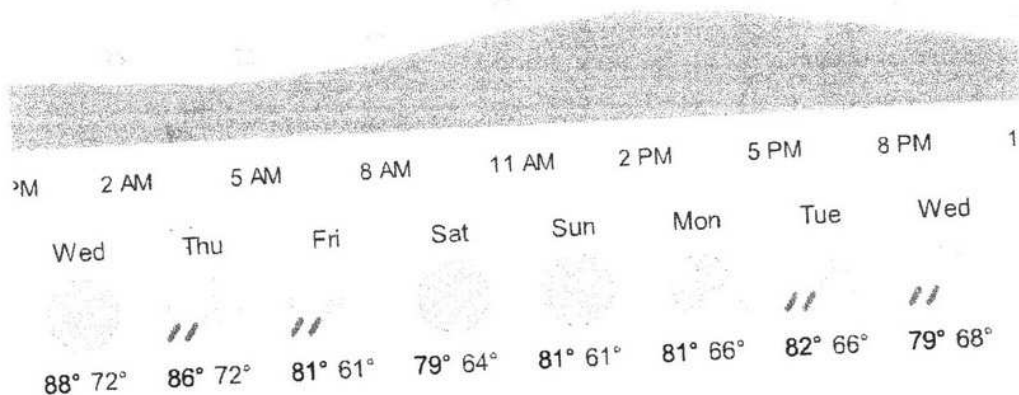 PM 2 AM 5 AM 8 AM 11 AM 2 PM 5 PM 8 PM 1
Wed Thu Fri Sat Sun Mon Tue Wed
88° 72° 86° 72° 81° 61° 79° 64° 81° 61° 81° 66° 82° 66° 79° 68°